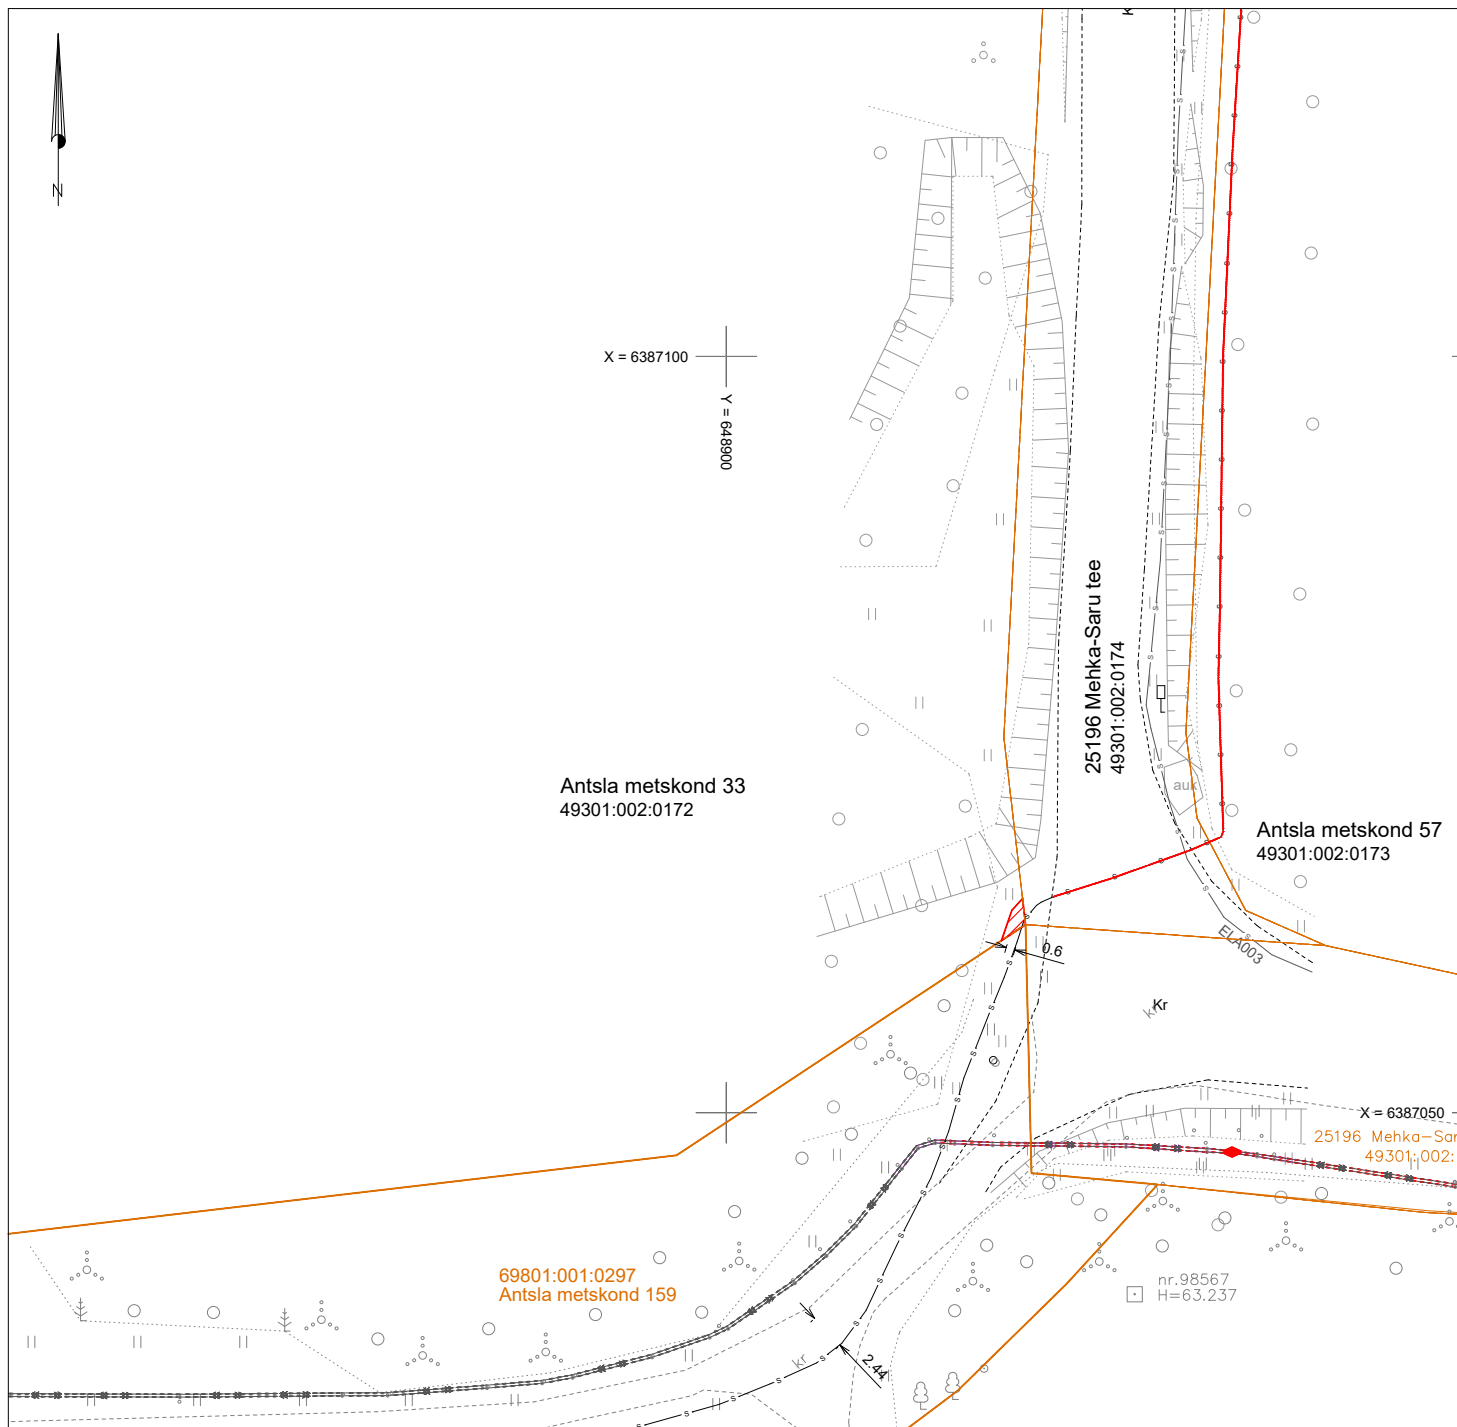 N
X = 6387100
Y = 648900
25196 Mehka-Saru tee
49301:002:0174
Antsla metskond 33
49301:002:0172
auk
Antsla metskond 57
49301:002:0173
0.6
ELA003
kr
Kr
X = 6387050
25196 Mehka-Sar
49301:002:
69801:001:0297
Antsla metskond 159
nr.98567
H=63.237
kr
2.44